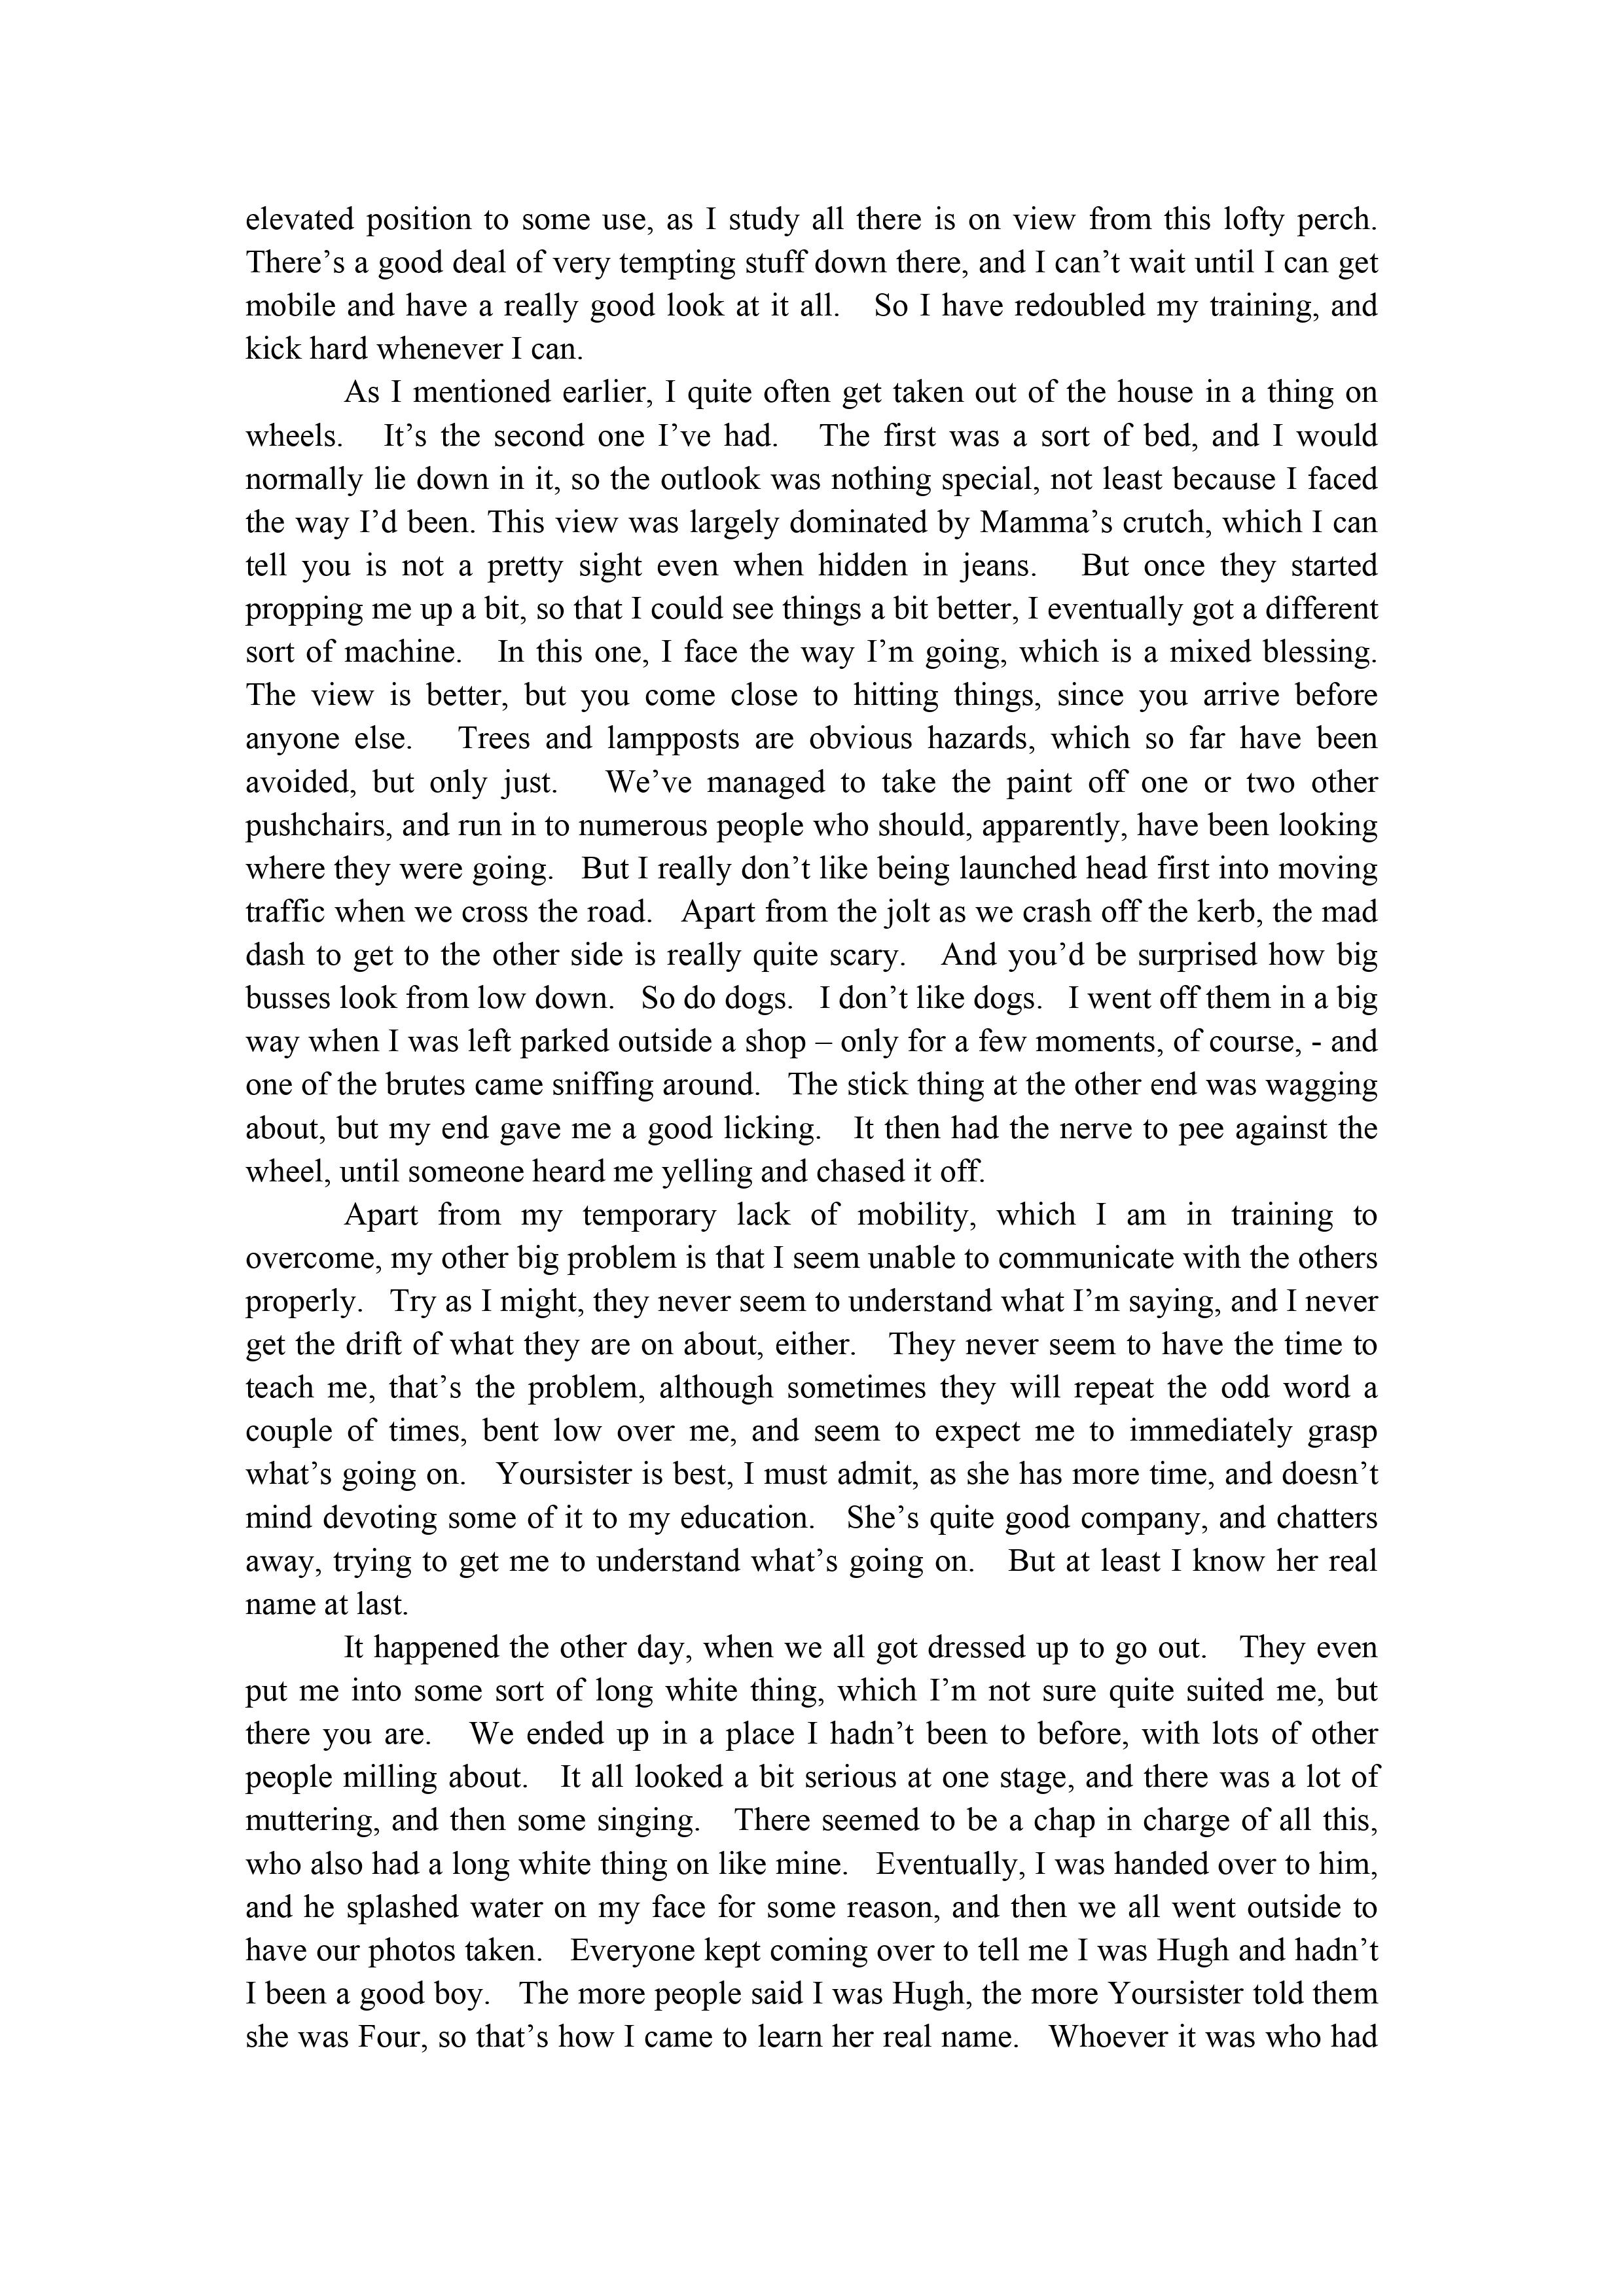 elevated position to some use, as I study all there is on view from this lofty perch.
There’s a good deal of very tempting stuff down there, and I can’t wait until I can get
mobile and have a really good look at it all.   So I have redoubled my training, and
kick hard whenever I can.
As I mentioned earlier, I quite often get taken out of the house in a thing on
wheels.   It’s the second one I’ve had.   The first was a sort of bed, and I would
normally lie down in it, so the outlook was nothing special, not least because I faced
the way I’d been. This view was largely dominated by Mamma’s crutch, which I can
tell you is not a pretty sight even when hidden in jeans.   But once they started
propping me up a bit, so that I could see things a bit better, I eventually got a different
sort of machine.   In this one, I face the way I’m going, which is a mixed blessing.
The view is better, but you come close to hitting things, since you arrive before
anyone else.   Trees and lampposts are obvious hazards, which so far have been
avoided, but only just.   We’ve managed to take the paint off one or two other
pushchairs, and run in to numerous people who should, apparently, have been looking
where they were going.   But I really don’t like being launched head first into moving
traffic when we cross the road.   Apart from the jolt as we crash off the kerb, the mad
dash to get to the other side is really quite scary.   And you’d be surprised how big
busses look from low down.   So do dogs.   I don’t like dogs.   I went off them in a big
way when I was left parked outside a shop – only for a few moments, of course, - and
one of the brutes came sniffing around.   The stick thing at the other end was wagging
about, but my end gave me a good licking.   It then had the nerve to pee against the
wheel, until someone heard me yelling and chased it off.
Apart from my temporary lack of mobility, which I am in training to
overcome, my other big problem is that I seem unable to communicate with the others
properly.   Try as I might, they never seem to understand what I’m saying, and I never
get the drift of what they are on about, either.   They never seem to have the time to
teach me, that’s the problem, although sometimes they will repeat the odd word a
couple of times, bent low over me, and seem to expect me to immediately grasp
what’s going on.   Yoursister is best, I must admit, as she has more time, and doesn’t
mind devoting some of it to my education.   She’s quite good company, and chatters
away, trying to get me to understand what’s going on.   But at least I know her real
name at last.
It happened the other day, when we all got dressed up to go out.   They even
put me into some sort of long white thing, which I’m not sure quite suited me, but
there you are.   We ended up in a place I hadn’t been to before, with lots of other
people milling about.   It all looked a bit serious at one stage, and there was a lot of
muttering, and then some singing.   There seemed to be a chap in charge of all this,
who also had a long white thing on like mine.   Eventually, I was handed over to him,
and he splashed water on my face for some reason, and then we all went outside to
have our photos taken.   Everyone kept coming over to tell me I was Hugh and hadn’t
I been a good boy.   The more people said I was Hugh, the more Yoursister told them
she was Four, so that’s how I came to learn her real name.   Whoever it was who had